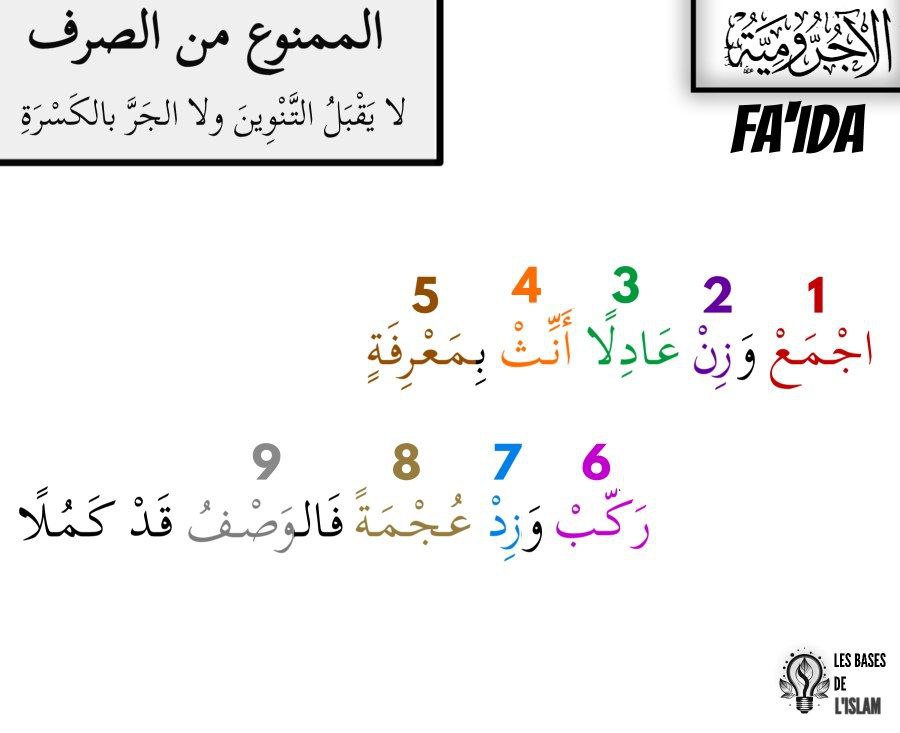 الممنوع من الصرف
لا يَقْبَلُ التَّنْوِينَ ولا الجَرَّ بالكَسْرَةِ
الآجُرُّومِيَّةُ
FA'IDA
1 2 3 4 5
اجْمَعْ وَزِنْ عَادِلًا أَنِّثْ بِمَعْرِفَةٍ
6 7 8 9
رَكِّبْ وَزِدْ عُجْمَةً فَالوَصْفُ قَدْ كَمُلًا
LES BASES
DE
L'ISLAM